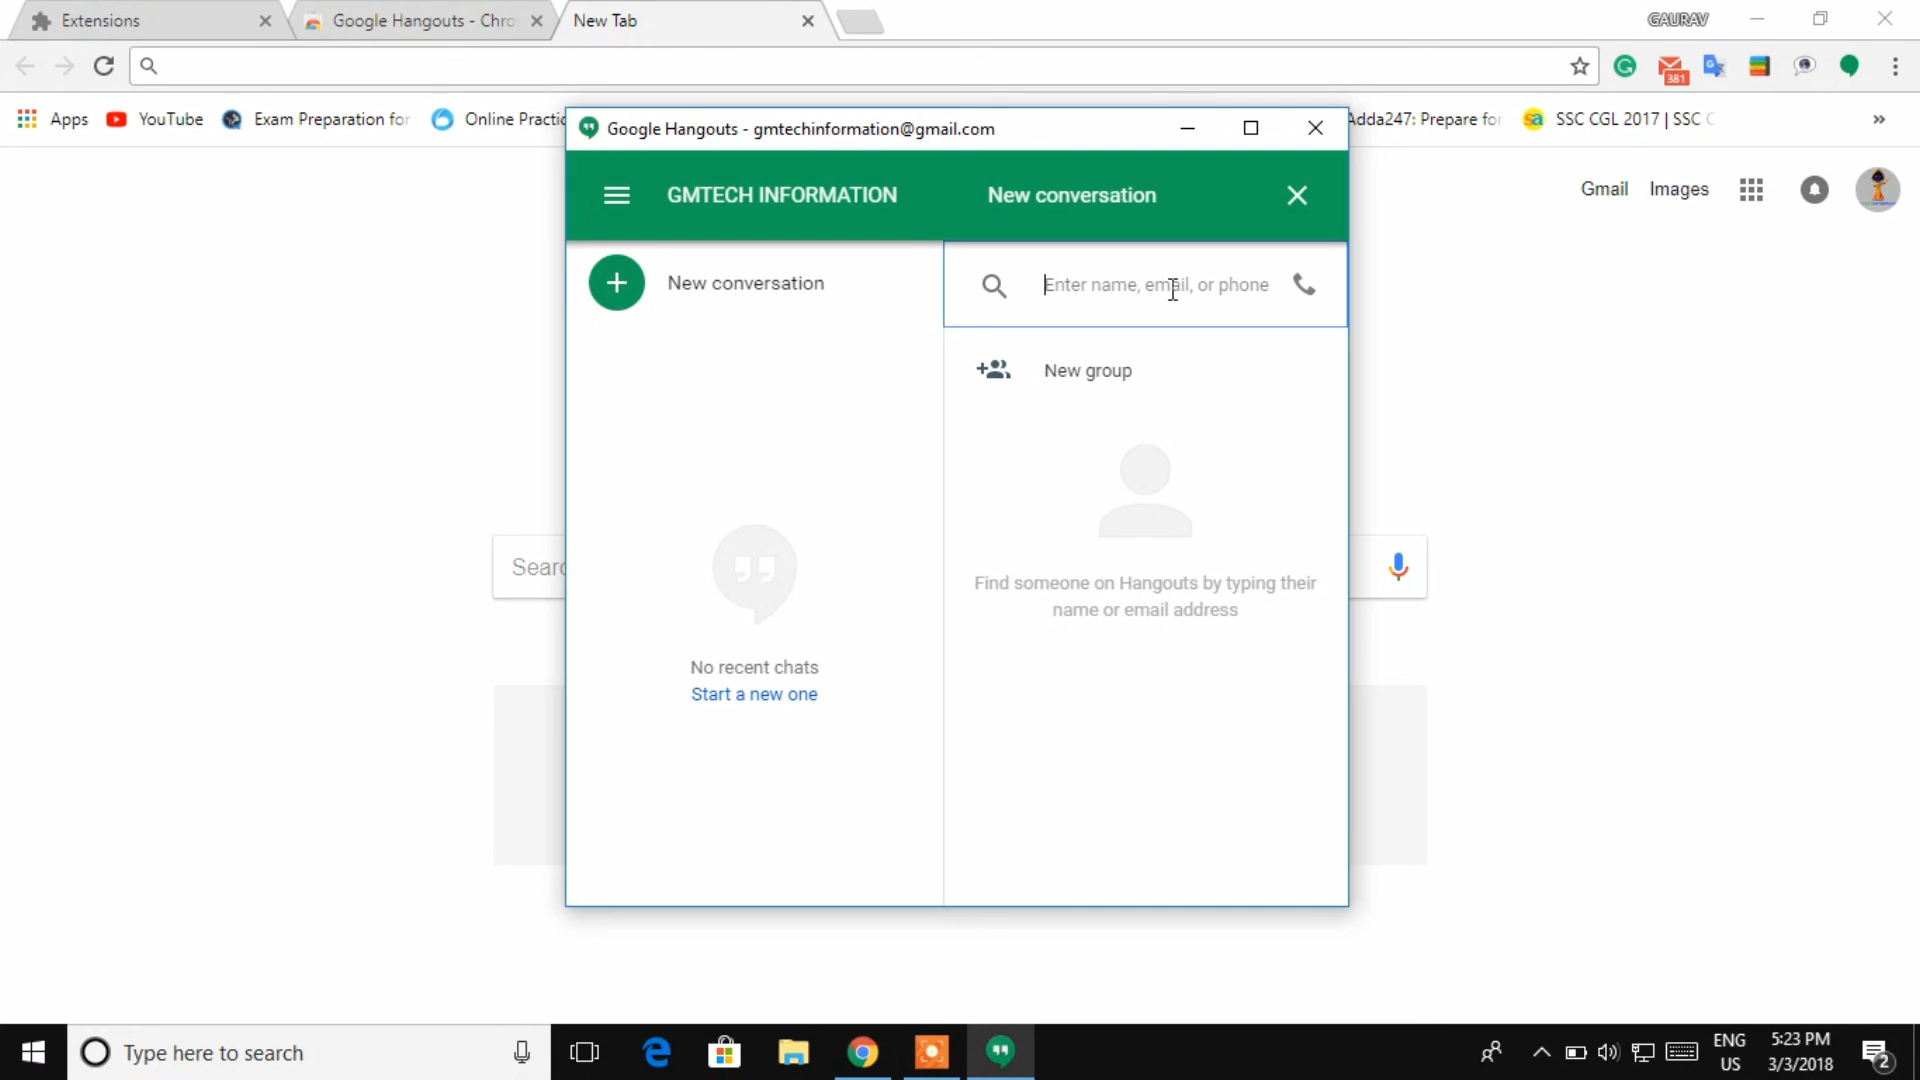 Extensions
Google Hangouts - Chro
New Tab
GAURAV
381
Apps
YouTube
Exam Preparation for
Online Practic
Adda247: Prepare for
SSC CGL 2017 | SSC C
»
Google Hangouts - gmtechinformation@gmail.com
GMTECH INFORMATION
New conversation
Gmail
Images
New conversation
Enter name, email, or phone
New group
Searc
Find someone on Hangouts by typing their
name or email address
No recent chats
Start a new one
Type here to search
ENG
US
5:23 PM
3/3/2018
2